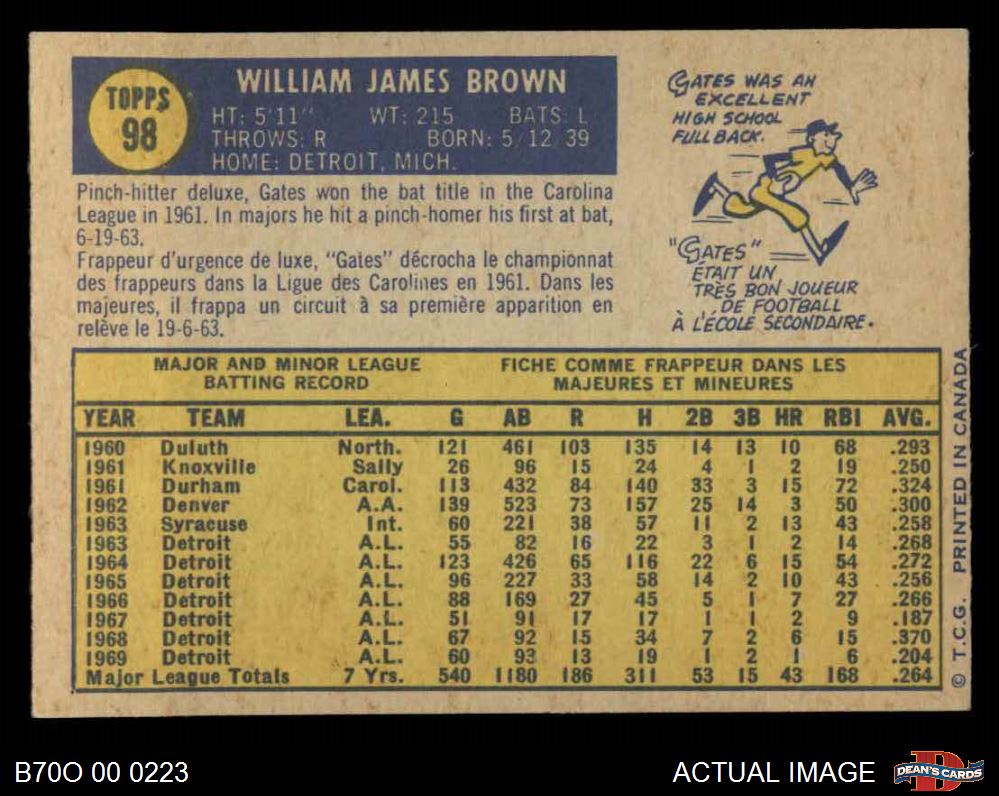 TOPPS
98
WILLIAM JAMES BROWN
HT: 5'11" WT: 215 BATS: L
THROWS: R BORN: 5/12/39
HOME: DETROIT, MICH.
Pinch-hitter deluxe, Gates won the bat title in the Carolina
League in 1961. In majors he hit a pinch-homer his first at bat,
6-19-63.
Frappeur d'urgence de luxe, "Gates" décrocha le championnat
des frappeurs dans la Ligue des Carolines en 1961. Dans les
majeures, il frappa un circuit à sa première apparition en
relève le 19-6-63.
GATES WAS AN
EXCELLENT
HIGH SCHOOL
FULLBACK.
"GATES"
ÉTAIT UN
TRÈS BON JOUEUR
DE FOOTBALL
À L'ÉCOLE SECONDAIRE.
MAJOR AND MINOR LEAGUE
BATTING RECORD
FICHE COMME FRAPPEUR DANS LES
MAJEURES ET MINEURES
YEAR TEAM LEA. G AB R H 2B 3B HR RBI AVG.
1960 Duluth North. 121 461 103 135 14 13 10 68 .293
1961 Knoxville Sally 26 96 15 24 4 1 2 19 .250
1961 Durham Carol. 113 432 84 140 33 3 15 72 .324
1962 Denver A.A. 139 523 73 157 25 14 3 50 .300
1963 Syracuse Int. 60 221 38 57 11 2 13 43 .258
1963 Detroit A.L. 55 82 16 22 3 1 2 14 .268
1964 Detroit A.L. 123 426 65 116 22 6 15 54 .272
1965 Detroit A.L. 96 227 33 58 14 2 10 43 .256
1966 Detroit A.L. 88 169 27 45 5 1 7 27 .266
1967 Detroit A.L. 51 91 17 17 1 1 2 9 .187
1968 Detroit A.L. 67 92 15 34 7 2 6 15 .370
1969 Detroit A.L. 60 93 13 19 1 2 1 6 .204
Major League Totals 7 Yrs. 540 1180 186 311 53 15 43 168 .264
© T.C.G. PRINTED IN CANADA
B70O 00 0223
ACTUAL IMAGE
DEAN'S CARDS